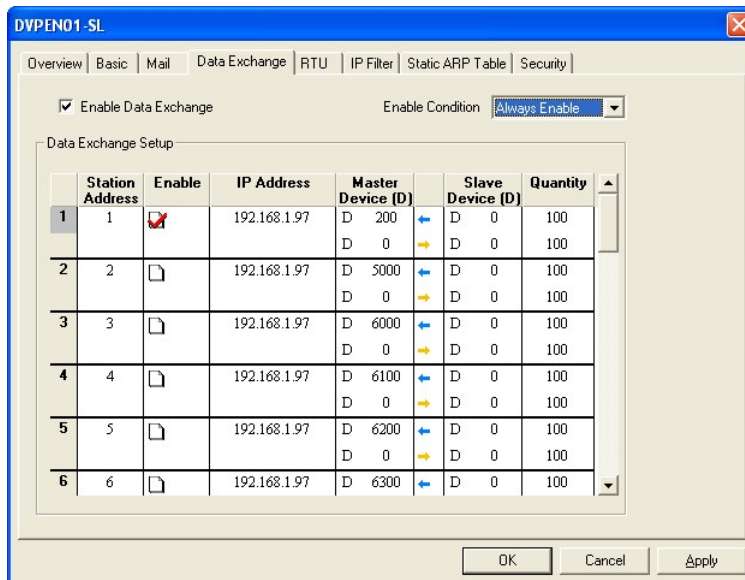 DVPEN01-SL
Overview Basic Mail Data Exchange RTU IP Filter Static ARP Table Security
Enable Data Exchange Enable Condition Always Enable
Data Exchange Setup
Station Address Enable IP Address Master Device (D) Slave Device (D) Quantity
1 1 192.168.1.97 D 200 D 0 100
D 0 D 0 100
2 2 192.168.1.97 D 5000 D 0 100
D 0 D 0 100
3 3 192.168.1.97 D 6000 D 0 100
D 0 D 0 100
4 4 192.168.1.97 D 6100 D 0 100
D 0 D 0 100
5 5 192.168.1.97 D 6200 D 0 100
D 0 D 0 100
6 6 192.168.1.97 D 6300 D 0 100
OK Cancel Apply